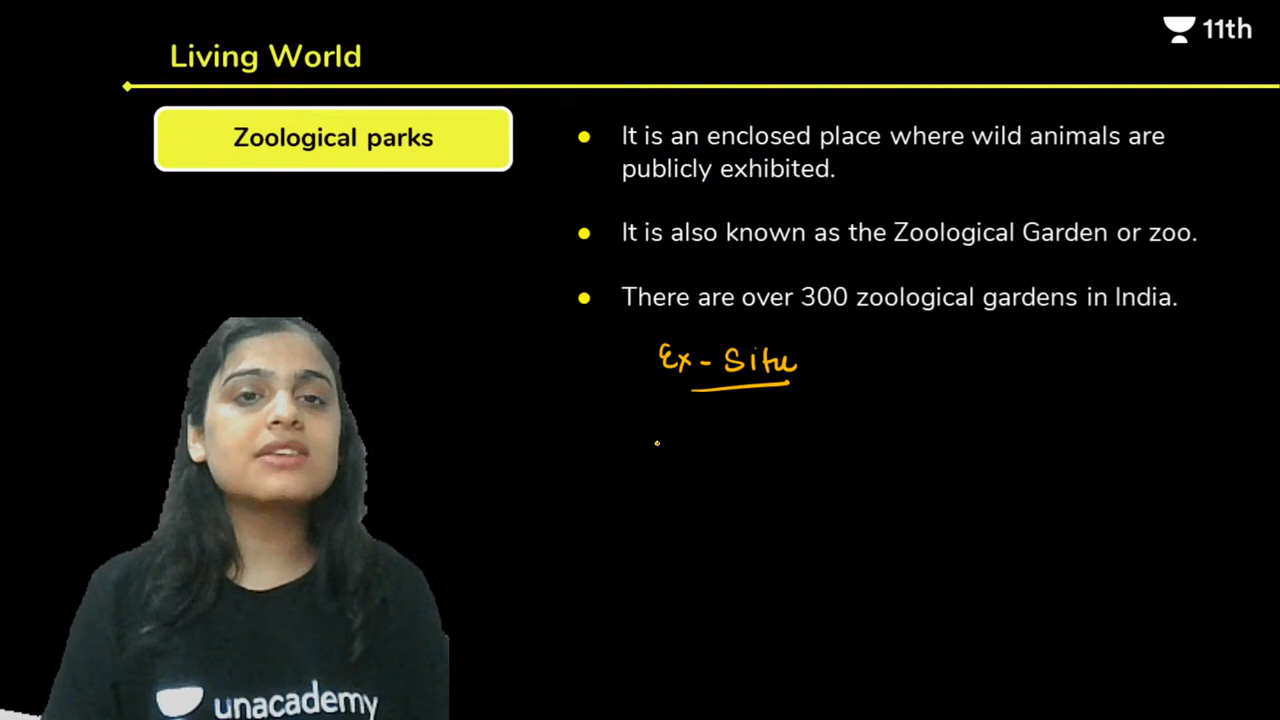 11th
Living World
Zoological parks
It is an enclosed place where wild animals are
publicly exhibited.
It is also known as the Zoological Garden or zoo.
There are over 300 zoological gardens in India.
Ex - Situ
unacademy